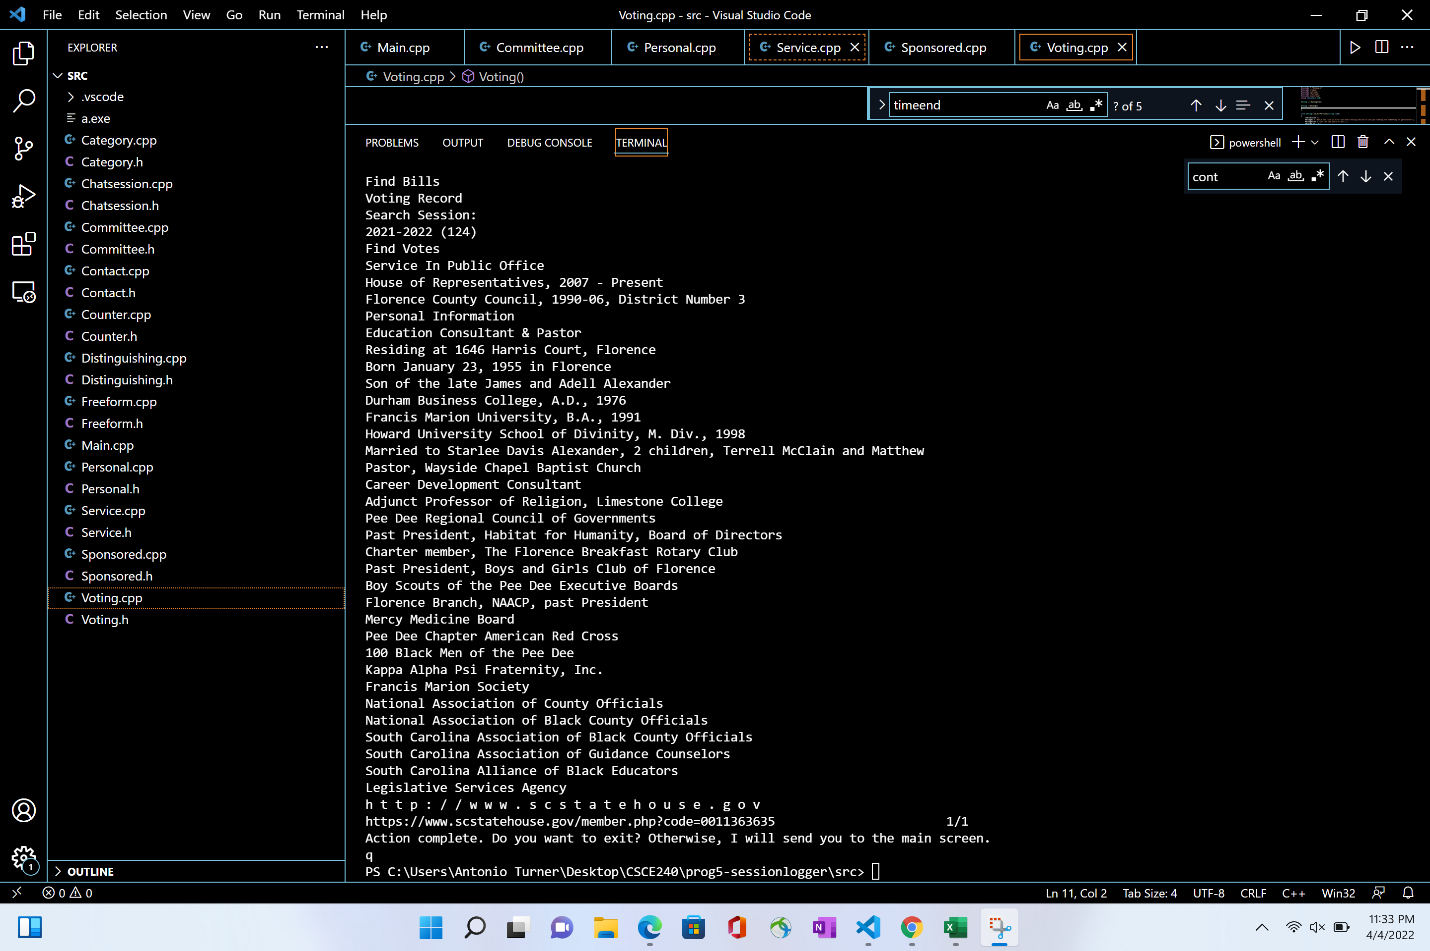 File Edit Selection View Go Run Terminal Help
Voting.cpp - src - Visual Studio Code
EXPLORER
Main.cpp Committee.cpp Personal.cpp Service.cpp Sponsored.cpp Voting.cpp
Voting.cpp > Voting()
SRC
.vscode
a.exe
Category.cpp
Category.h
Chatsession.cpp
Chatsession.h
Committee.cpp
Committee.h
Contact.cpp
Contact.h
Counter.cpp
Counter.h
Distinguishing.cpp
Distinguishing.h
Freeform.cpp
Freeform.h
Main.cpp
Personal.cpp
Personal.h
Service.cpp
Service.h
Sponsored.cpp
Sponsored.h
Voting.cpp
Voting.h
OUTLINE
timeend Aa ab ? of 5
PROBLEMS OUTPUT DEBUG CONSOLE TERMINAL
powershell
cont Aa ab
Find Bills
Voting Record
Search Session:
2021-2022 (124)
Find Votes
Service In Public Office
House of Representatives, 2007 - Present
Florence County Council, 1990-06, District Number 3
Personal Information
Education Consultant & Pastor
Residing at 1646 Harris Court, Florence
Born January 23, 1955 in Florence
Son of the late James and Adell Alexander
Durham Business College, A.D., 1976
Francis Marion University, B.A., 1991
Howard University School of Divinity, M. Div., 1998
Married to Starlee Davis Alexander, 2 children, Terrell McClain and Matthew
Pastor, Wayside Chapel Baptist Church
Career Development Consultant
Adjunct Professor of Religion, Limestone College
Pee Dee Regional Council of Governments
Past President, Habitat for Humanity, Board of Directors
Charter member, The Florence Breakfast Rotary Club
Past President, Boys and Girls Club of Florence
Boy Scouts of the Pee Dee Executive Boards
Florence Branch, NAACP, past President
Mercy Medicine Board
Pee Dee Chapter American Red Cross
100 Black Men of the Pee Dee
Kappa Alpha Psi Fraternity, Inc.
Francis Marion Society
National Association of County Officials
National Association of Black County Officials
South Carolina Association of Black County Officials
South Carolina Association of Guidance Counselors
South Carolina Alliance of Black Educators
Legislative Services Agency
h t t p : / / w w w . s c s t a t e h o u s e . g o v
https://www.scstatehouse.gov/member.php?code=0011363635 1/1
Action complete. Do you want to exit? Otherwise, I will send you to the main screen.
q
PS C:\Users\Antonio Turner\Desktop\CSCE240\prog5-sessionlogger\src>
1
0 0
Ln 11, Col 2 Tab Size: 4 UTF-8 CRLF C++ Win32
11:33 PM
4/4/2022